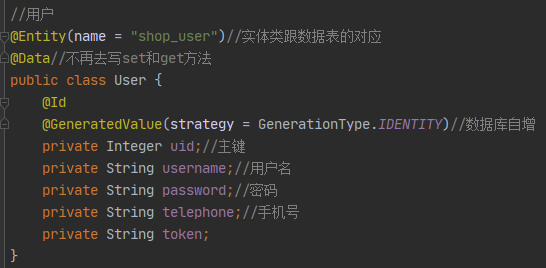 //用户
@Entity(name = "shop_user")//实体类跟数据表的对应
@Data//不再去写set和get方法
public class User {
    @Id
    @GeneratedValue(strategy = GenerationType.IDENTITY)//数据库自增
    private Integer uid;//主键
    private String username;//用户名
    private String password;//密码
    private String telephone;//手机号
    private String token;
}